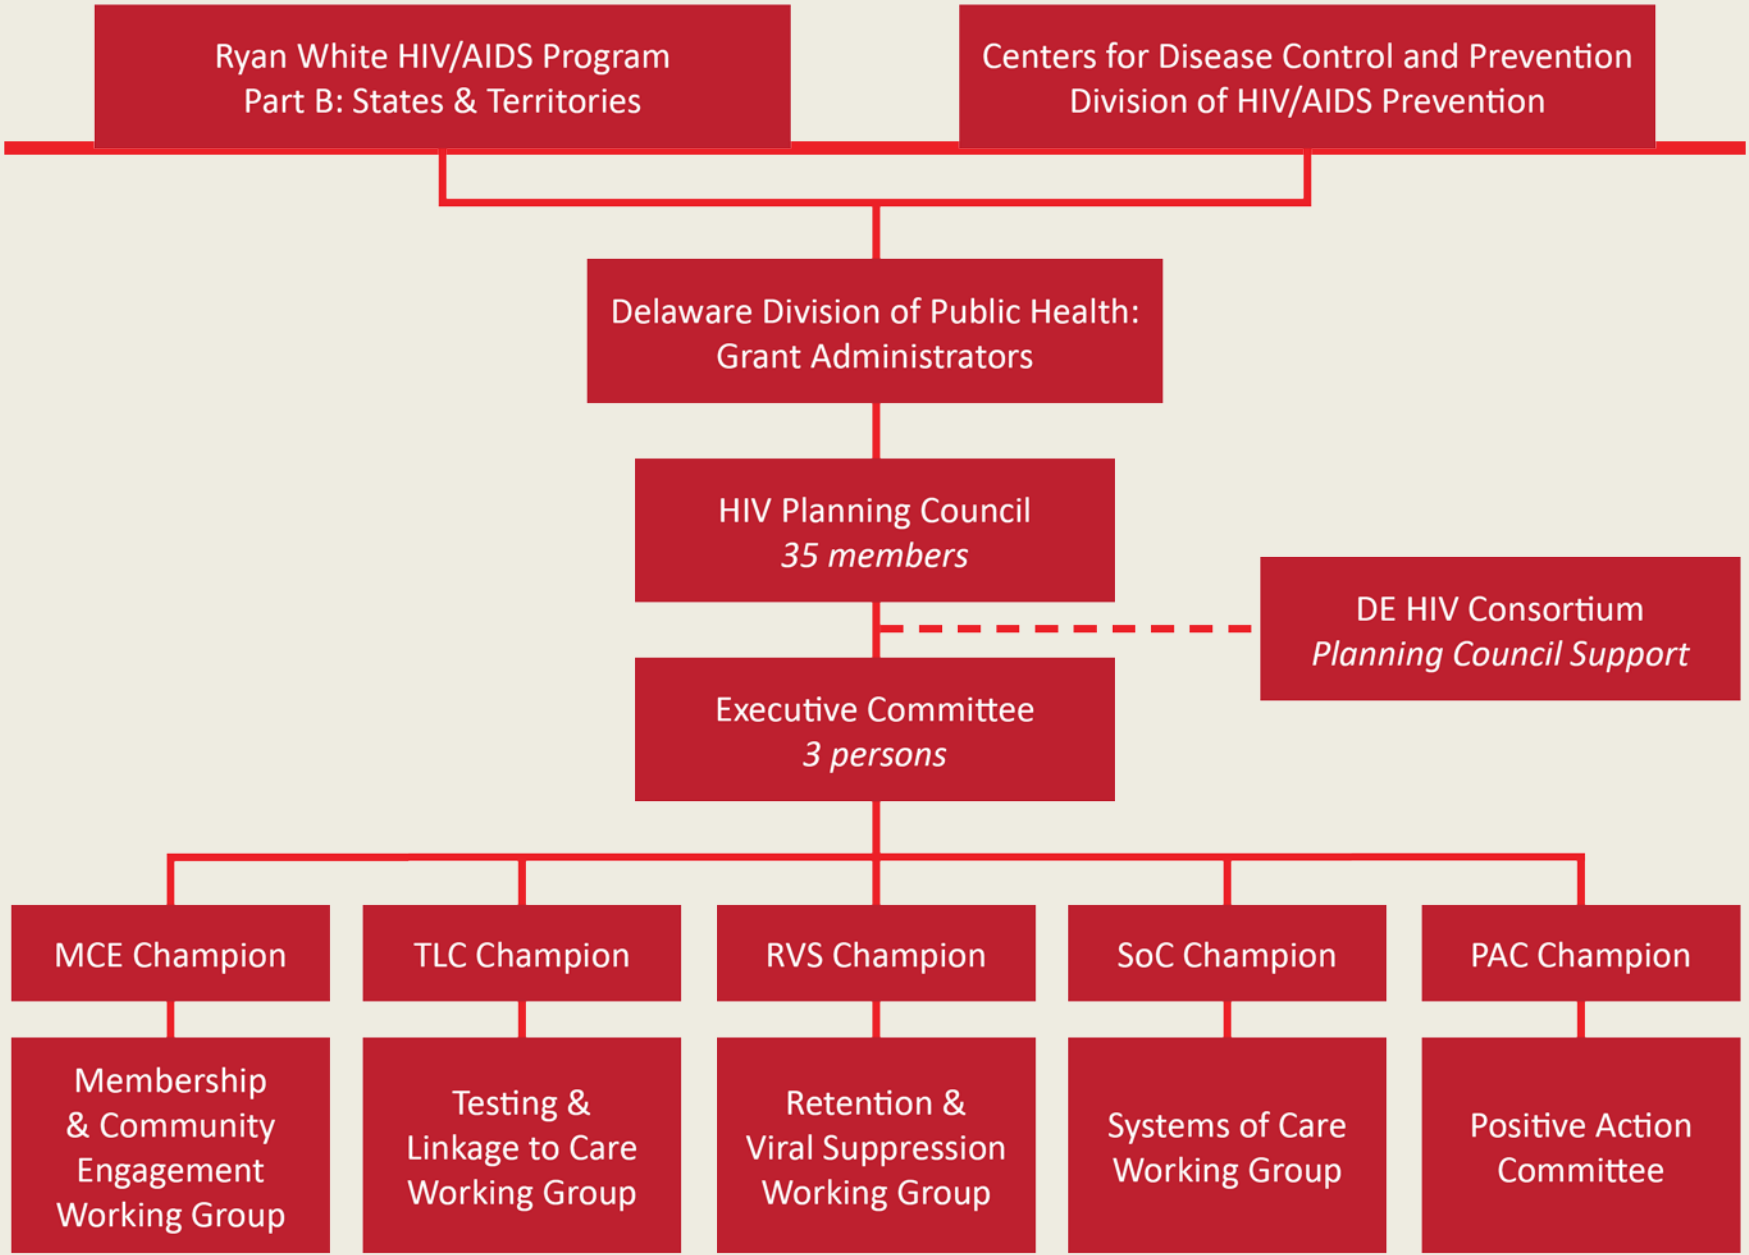 Ryan White HIV/AIDS Program
Part B: States & Territories
Centers for Disease Control and Prevention
Division of HIV/AIDS Prevention
Delaware Division of Public Health:
Grant Administrators
HIV Planning Council
35 members
DE HIV Consortium
Planning Council Support
Executive Committee
3 persons
MCE Champion
TLC Champion
RVS Champion
SoC Champion
PAC Champion
Membership
& Community
Engagement
Working Group
Testing &
Linkage to Care
Working Group
Retention &
Viral Suppression
Working Group
Systems of Care
Working Group
Positive Action
Committee